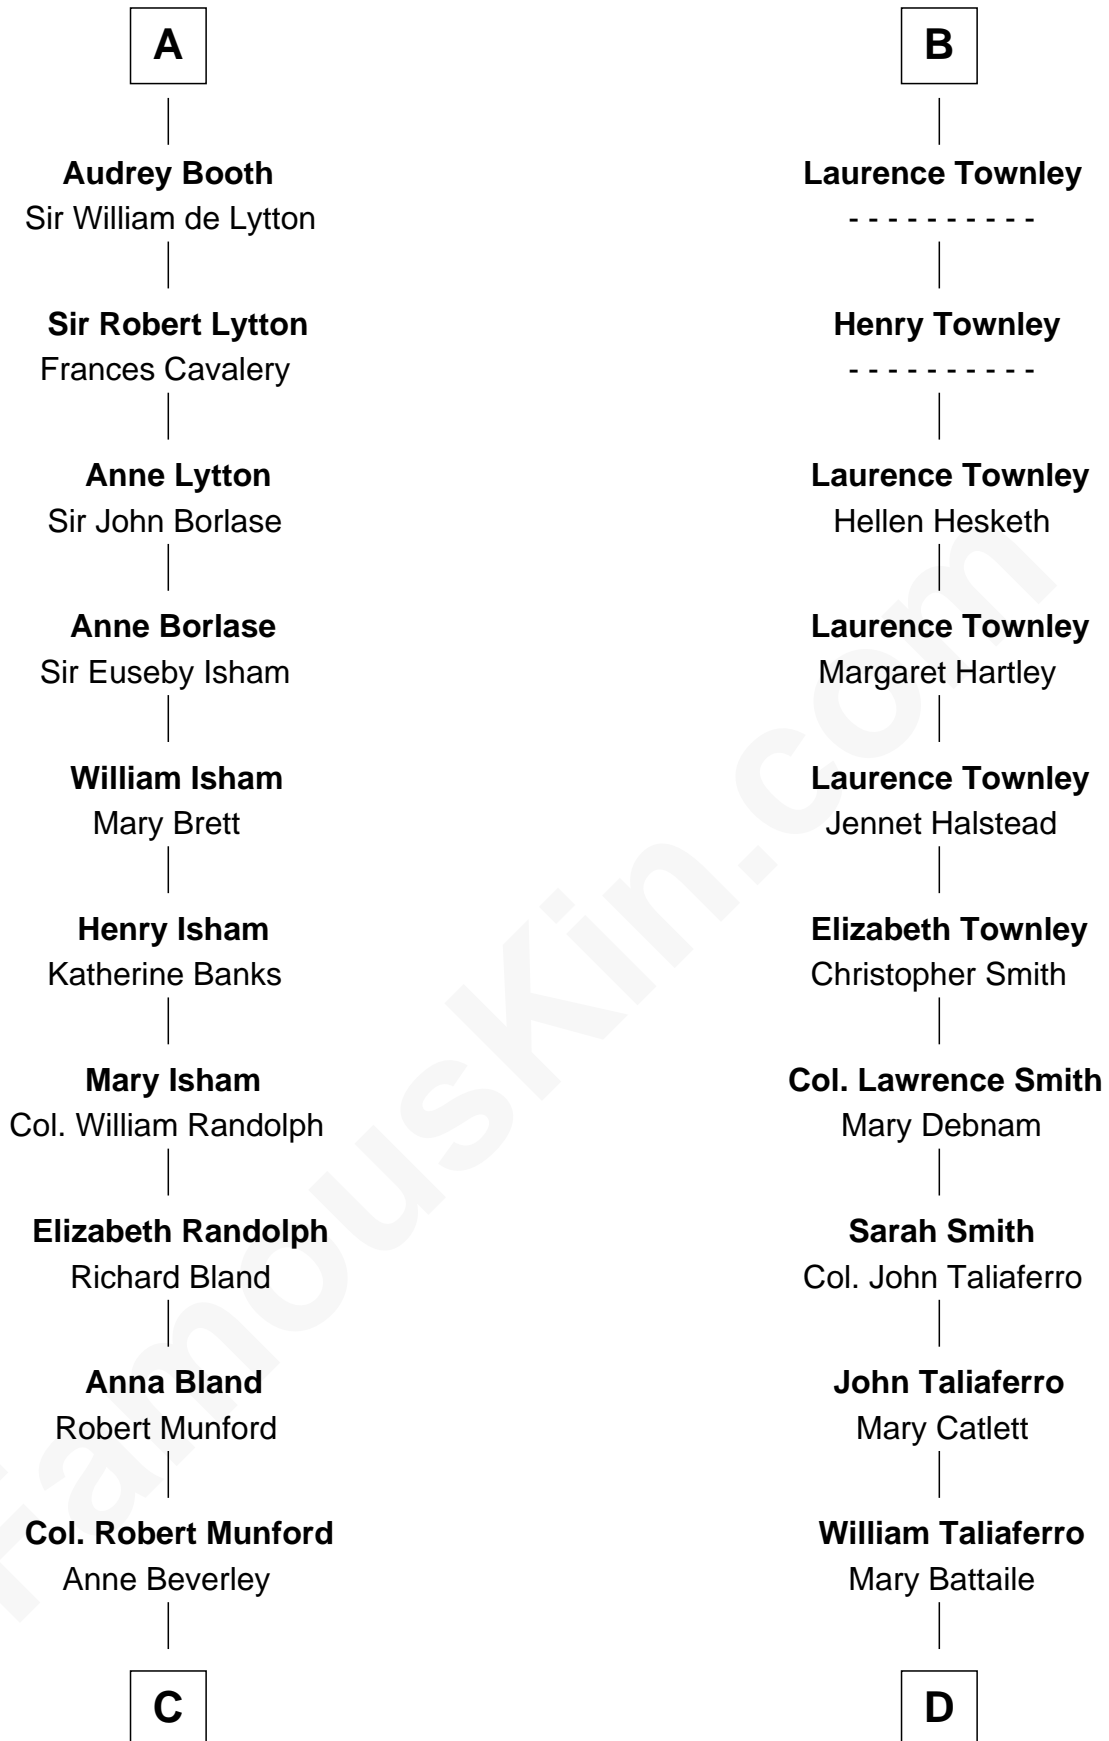 A
Audrey Booth
Sir William de Lytton
Sir Robert Lytton
Frances Cavalery
Anne Lytton
Sir John Borlase
Anne Borlase
Sir Euseby Isham
William Isham
Mary Brett
Henry Isham
Katherine Banks
Mary Isham
Col. William Randolph
Elizabeth Randolph
Richard Bland
Anna Bland
Robert Munford
Col. Robert Munford
Anne Beverley
C
B
Laurence Townley
- - - - - - - - - -
Henry Townley
- - - - - - - - - -
Laurence Townley
Hellen Hesketh
Laurence Townley
Margaret Hartley
Laurence Townley
Jennet Halstead
Elizabeth Townley
Christopher Smith
Col. Lawrence Smith
Mary Debnam
Sarah Smith
Col. John Taliaferro
John Taliaferro
Mary Catlett
William Taliaferro
Mary Battaile
D
FamousKin.com